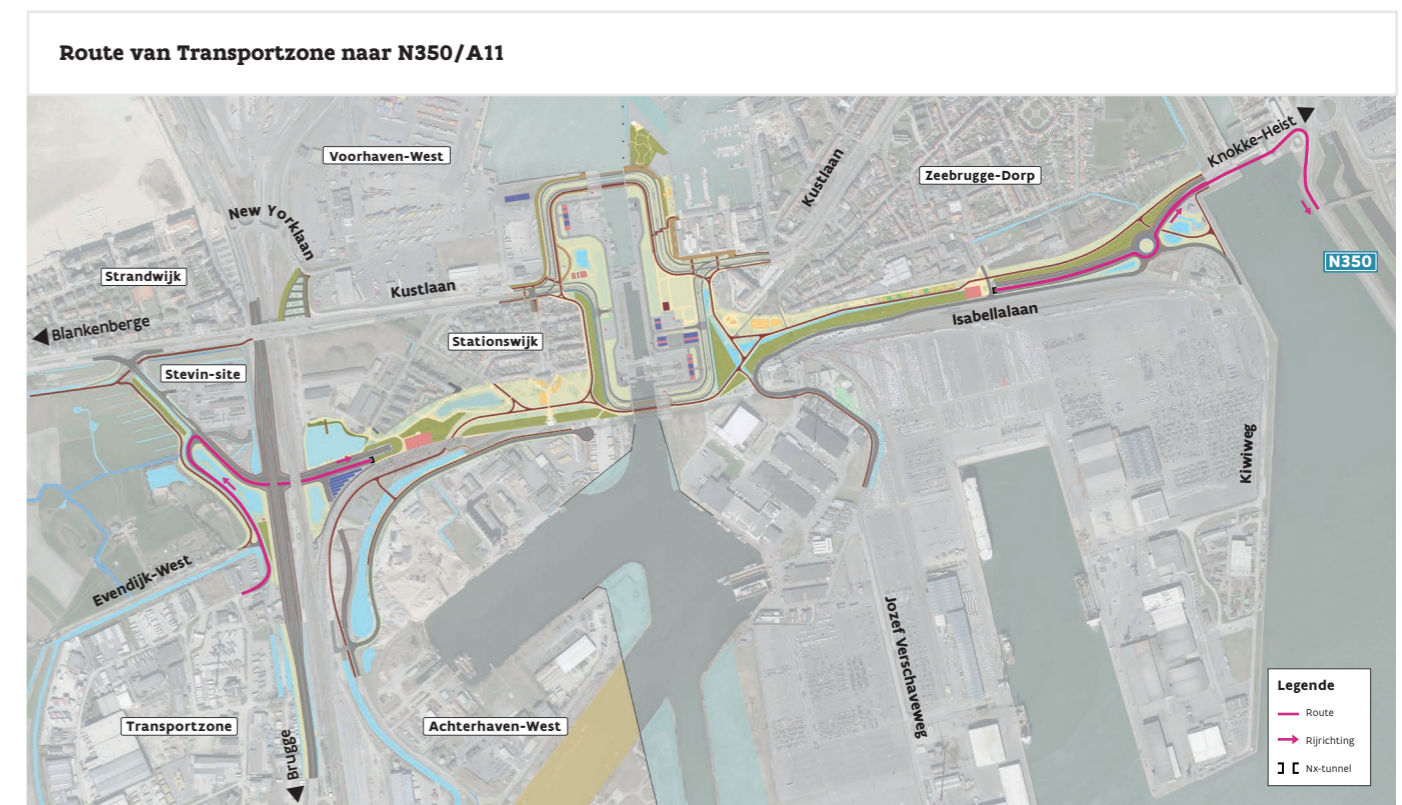 Route van Transportzone naar N350/A11
Knokke-Heist
Voorhaven-West
Kustlaan
Zeebrugge-Dorp
New Yorklaan
N350
Strandwijk
Kustlaan
Isabellalaan
Blankenberge
Stationswijk
Stevin-site
Kiwiweg
Evendijk-West
Jozef Verschaveweg
Transportzone
Achterhaven-West
Brugge
Legende
Route
Rijrichting
Nx-tunnel